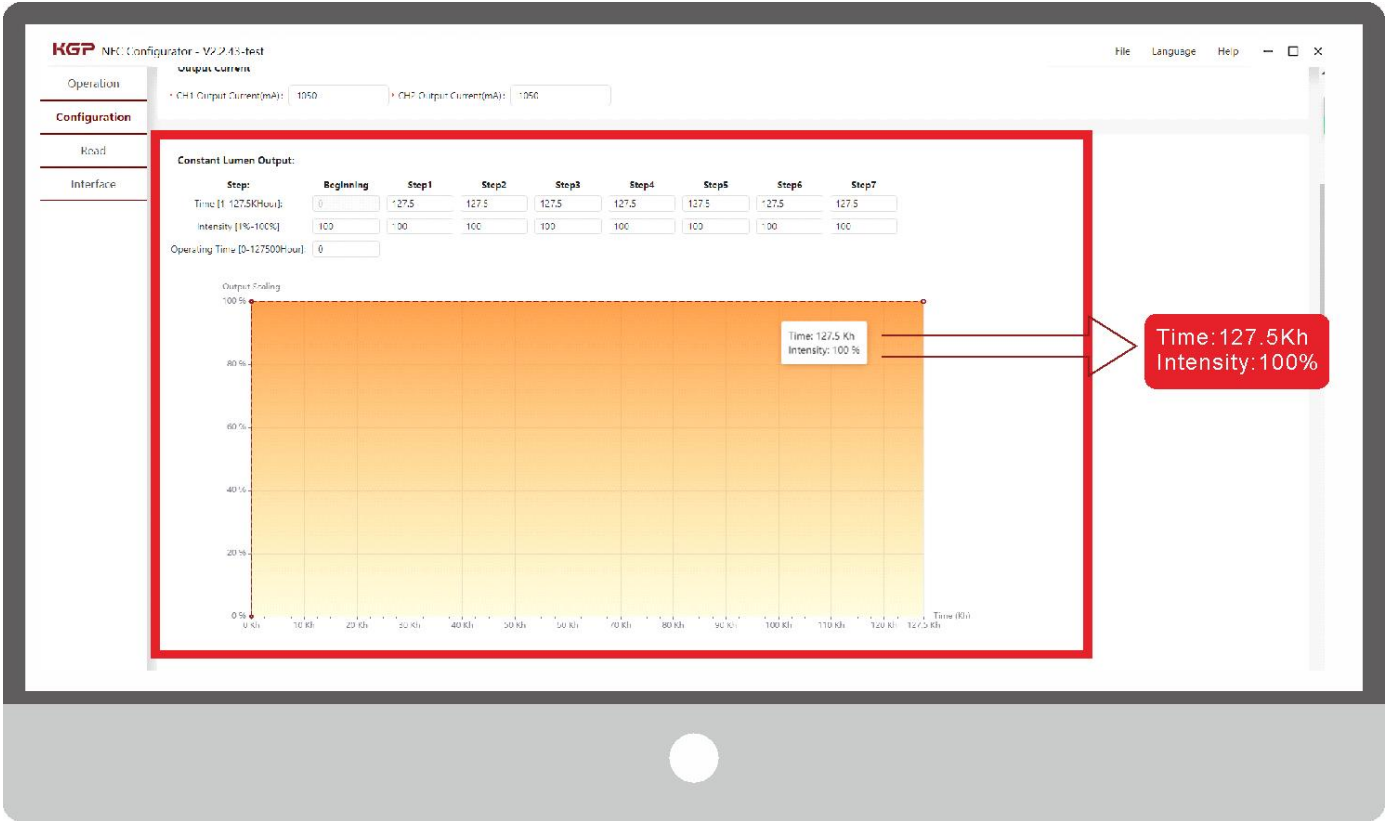 KGP NFC Configurator - V2.2.43-test
File Language Help
Operation
Configuration
Read
Interface
Output Current
* CH1 Output Current(mA): 1050 * CH2 Output Current(mA): 1050
Constant Lumen Output:
Step: Beginning Step1 Step2 Step3 Step4 Step5 Step6 Step7
Time [1-127.5KHour]: 0 127.5 127.5 127.5 127.5 127.5 127.5 127.5
Intensity [1%-100%] 100 100 100 100 100 100 100 100
Operating Time [0-127500Hour]: 0
Output Scaling
100 %
80 %
60 %
40 %
20 %
0 %
0 Kh 10 Kh 20 Kh 30 Kh 40 Kh 50 Kh 60 Kh 70 Kh 80 Kh 90 Kh 100 Kh 110 Kh 120 Kh 127.5 Kh
Time (Kh)
Time: 127.5 Kh
Intensity: 100 %
Time:127.5Kh
Intensity:100%